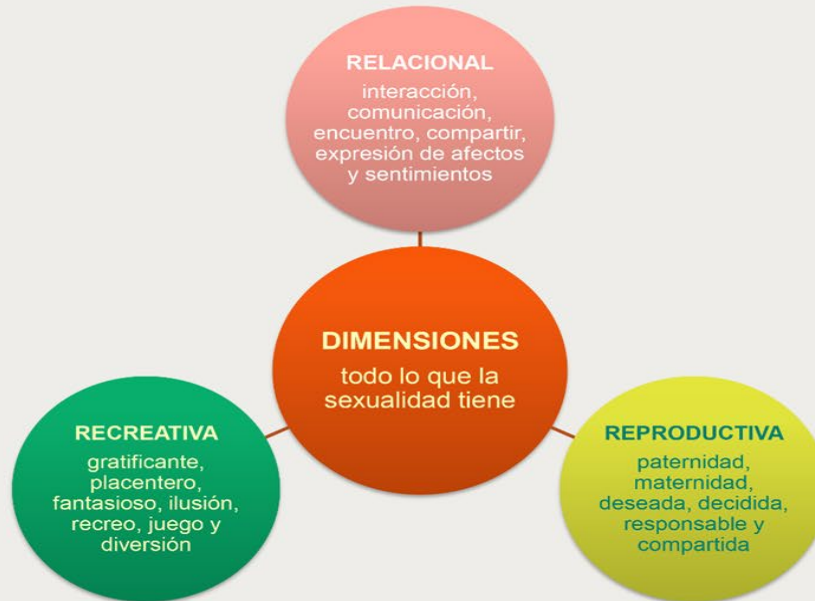 RELACIONAL
interacción,
comunicación,
encuentro, compartir,
expresión de afectos
y sentimientos
DIMENSIONES
todo lo que la
sexualidad tiene
RECREATIVA
gratificante,
placentero,
fantasioso, ilusión,
recreo, juego y
diversión
REPRODUCTIVA
paternidad,
maternidad,
deseada, decidida,
responsable y
compartida